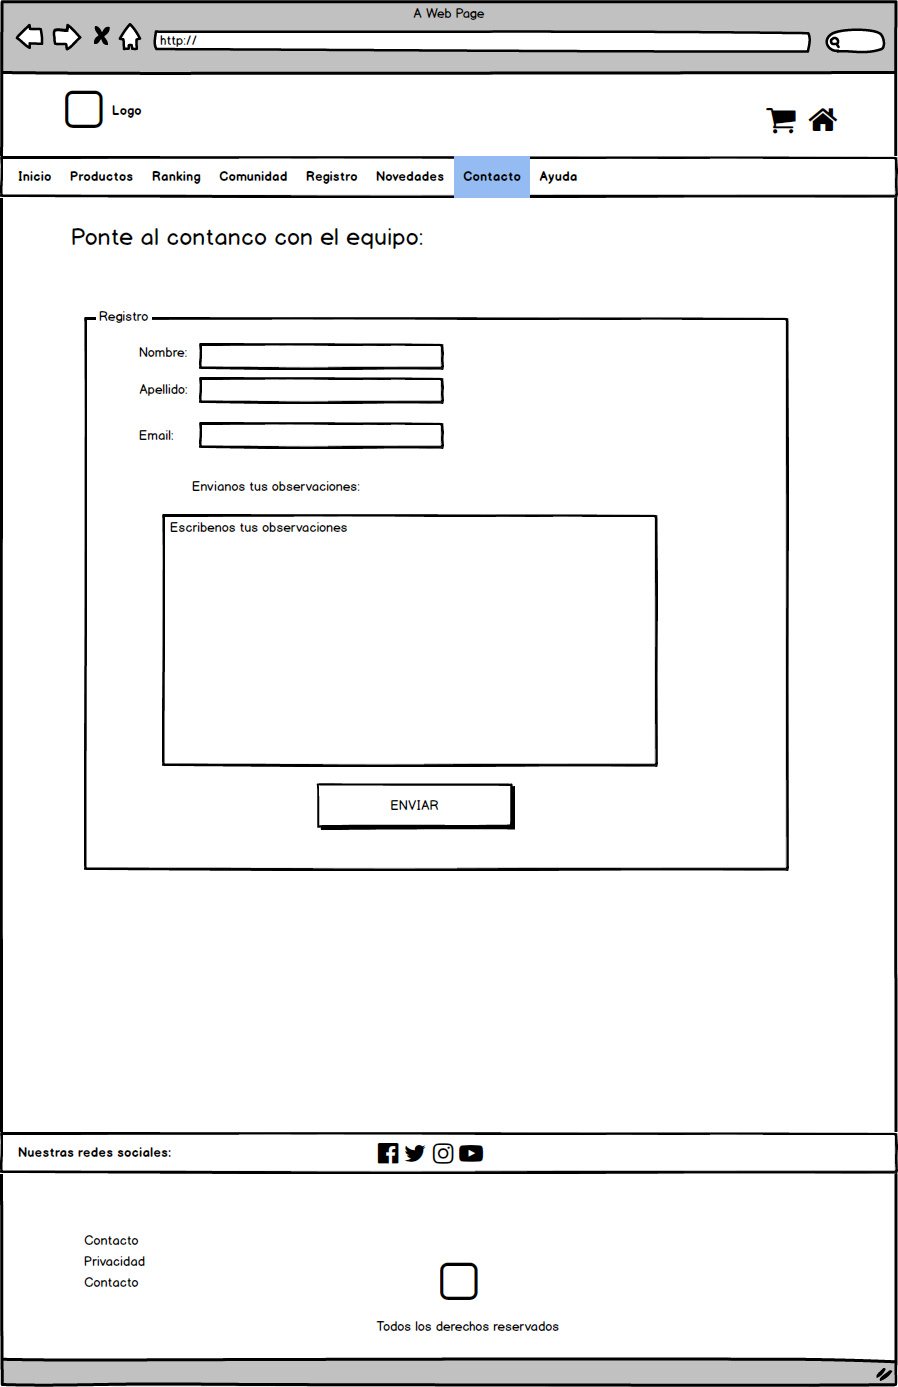 A Web Page
http://
Logo
Inicio Productos Ranking Comunidad Registro Novedades Contacto Ayuda
Ponte al contanco con el equipo:
Registro
Nombre:
Apellido:
Email:
Envianos tus observaciones:
Escribenos tus observaciones
ENVIAR
Nuestras redes sociales:
Contacto
Privacidad
Contacto
Todos los derechos reservados